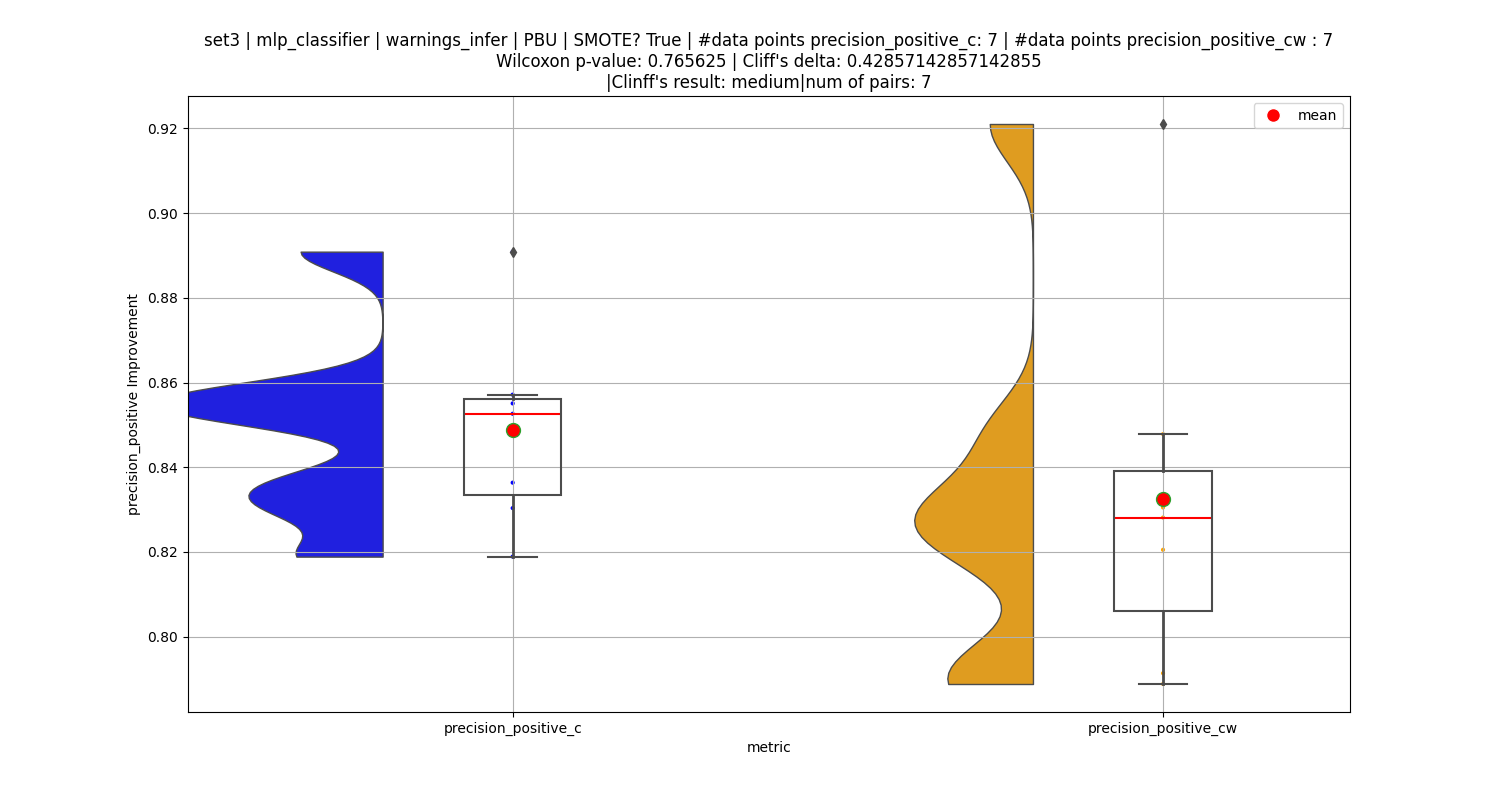 set3 | mlp_classifier | warnings_infer | PBU | SMOTE? True | #data points precision_positive_c: 7 | #data points precision_positive_cw : 7
Wilcoxon p-value: 0.765625 | Cliff's delta: 0.42857142857142855
|Clinff's result: medium|num of pairs: 7
mean
0.92
0.90
0.88
0.86
0.84
0.82
0.80
precision_positive Improvement
precision_positive_c
precision_positive_cw
metric